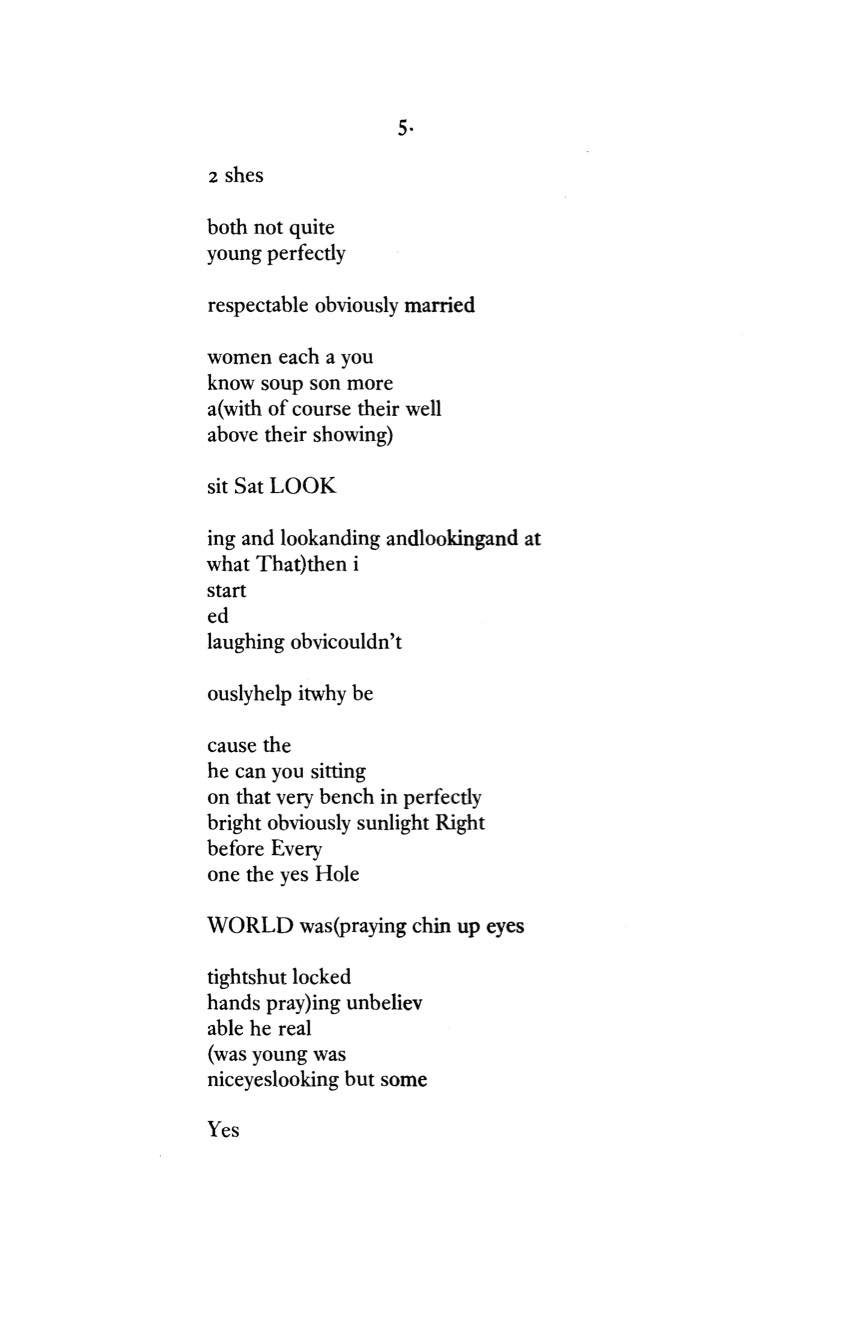 5.
2 shes
both not quite
young perfectly
respectable obviously married
women each a you
know soup son more
a(with of course their well
above their showing)
sit Sat LOOK
ing and lookanding andlookingand at
what That)then i
start
ed
laughing obvicouldn't
ouslyhelp itwhy be
cause the
he can you sitting
on that very bench in perfectly
bright obviously sunlight Right
before Every
one the yes Hole
WORLD was(praying chin up eyes
tightshut locked
hands pray)ing unbeliev
able he real
(was young was
niceyeslooking but some
Yes